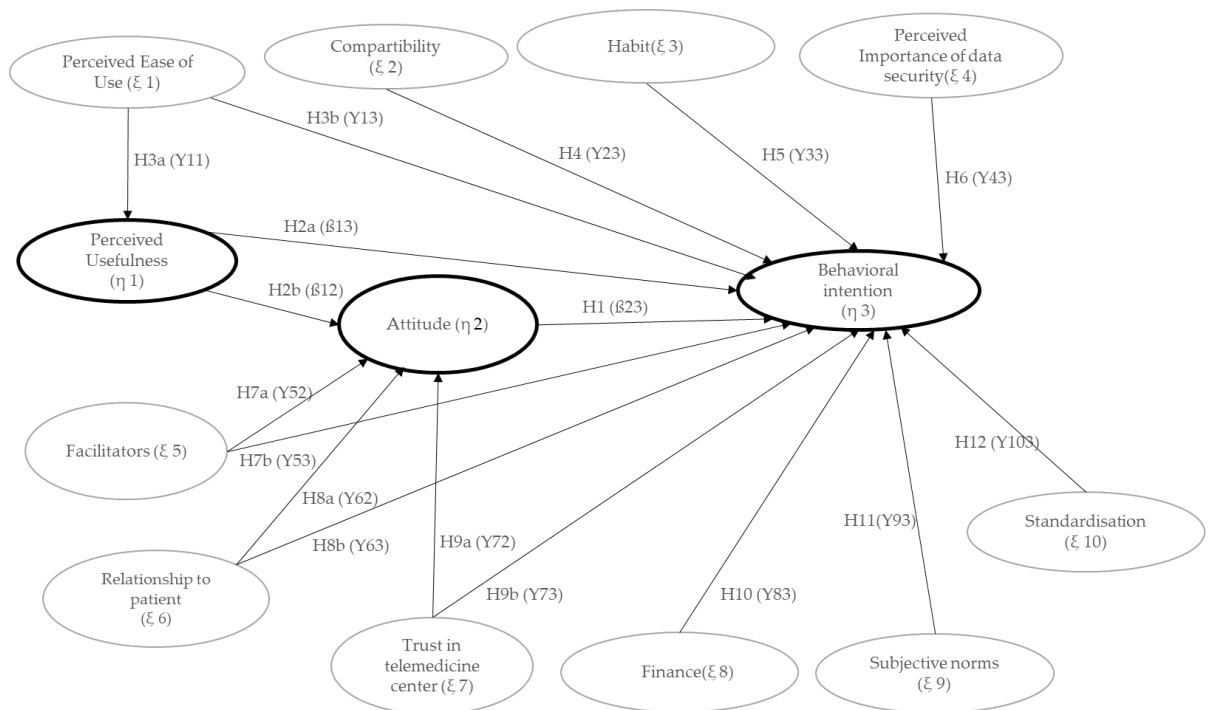 Perceived Ease of
Use (ξ 1)
Compartibility
(ξ 2)
Habit(ξ 3)
Perceived
Importance of data
security(ξ 4)
H3a (Y11)
H3b (Y13)
H4 (Y23)
H5 (Y33)
H6 (Y43)
Perceived
Usefulness
(η 1)
H2a (ß13)
H2b (ß12)
Attitude (η 2)
H1 (ß23)
Behavioral
intention
(η 3)
H7a (Y52)
Facilitators (ξ 5)
H7b (Y53)
H8a (Y62)
H8b (Y63)
H9a (Y72)
H9b (Y73)
H10 (Y83)
H11(Y93)
H12 (Y103)
Standardisation
(ξ 10)
Relationship to
patient
(ξ 6)
Trust in
telemedicine
center (ξ 7)
Finance(ξ 8)
Subjective norms
(ξ 9)